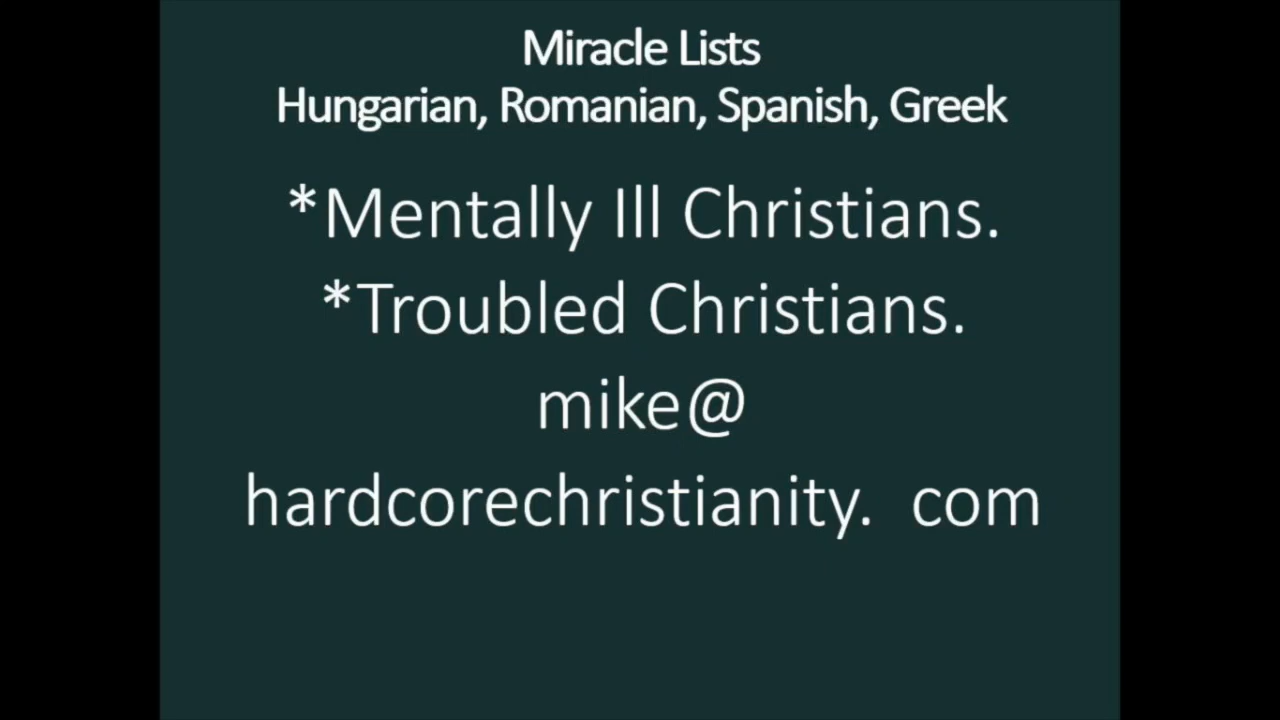 Miracle Lists
Hungarian, Romanian, Spanish, Greek
*Mentally Ill Christians.
*Troubled Christians.
mike@
hardcorechristianity.  com